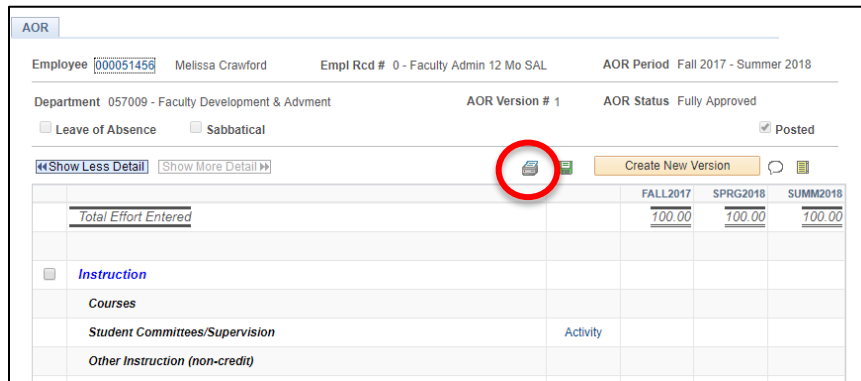 AOR
Employee 000051456 Melissa Crawford Empl Rcd # 0 - Faculty Admin 12 Mo SAL AOR Period Fall 2017 - Summer 2018
Department 057009 - Faculty Development & Advment AOR Version # 1 AOR Status Fully Approved
Leave of Absence Sabbatical Posted
Show Less Detail Show More Detail Create New Version
FALL2017 SPRG2018 SUMM2018
Total Effort Entered 100.00 100.00 100.00
Instruction
Courses
Student Committees/Supervision Activity
Other Instruction (non-credit)